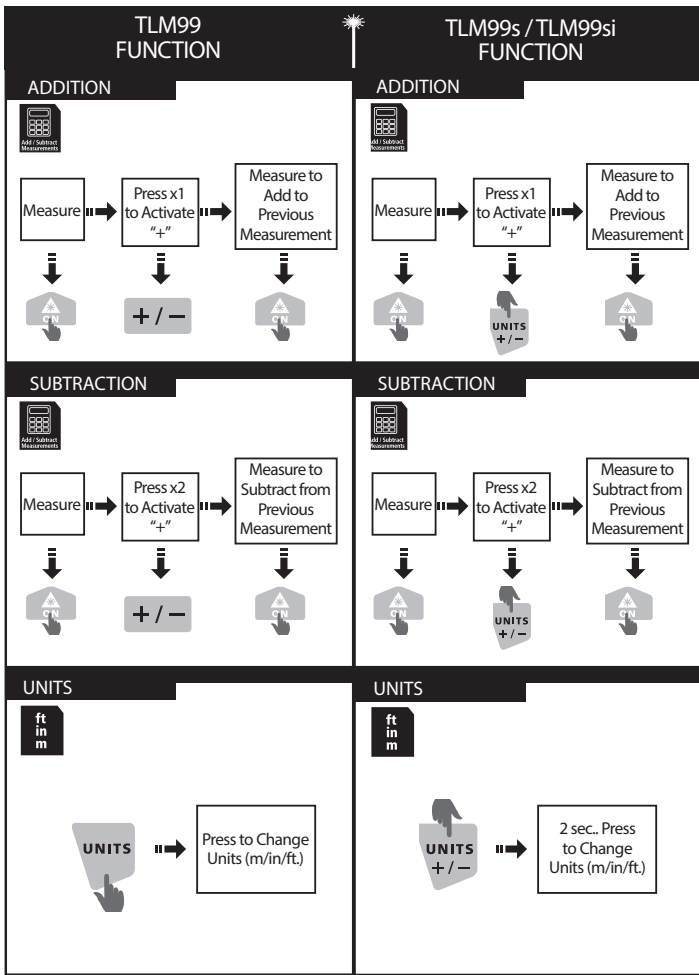 TLM99
FUNCTION
ADDITION
Add / Subtract
Measurements
Measure
Press x1
to Activate
“+”
Measure to
Add to
Previous
Measurement
ON
+ / −
ON
SUBTRACTION
Add / Subtract
Measurements
Measure
Press x2
to Activate
“+”
Measure to
Subtract from
Previous
Measurement
ON
+ / −
ON
UNITS
ft
in
m
UNITS
Press to Change
Units (m/in/ft.)
TLM99s / TLM99si
FUNCTION
ADDITION
Add / Subtract
Measurements
Measure
Press x1
to Activate
“+”
Measure to
Add to
Previous
Measurement
ON
UNITS
+ / −
ON
SUBTRACTION
Add / Subtract
Measurements
Measure
Press x2
to Activate
“+”
Measure to
Subtract from
Previous
Measurement
ON
UNITS
+ / −
ON
UNITS
ft
in
m
UNITS
+ / −
2 sec.. Press
to Change
Units (m/in/ft.)